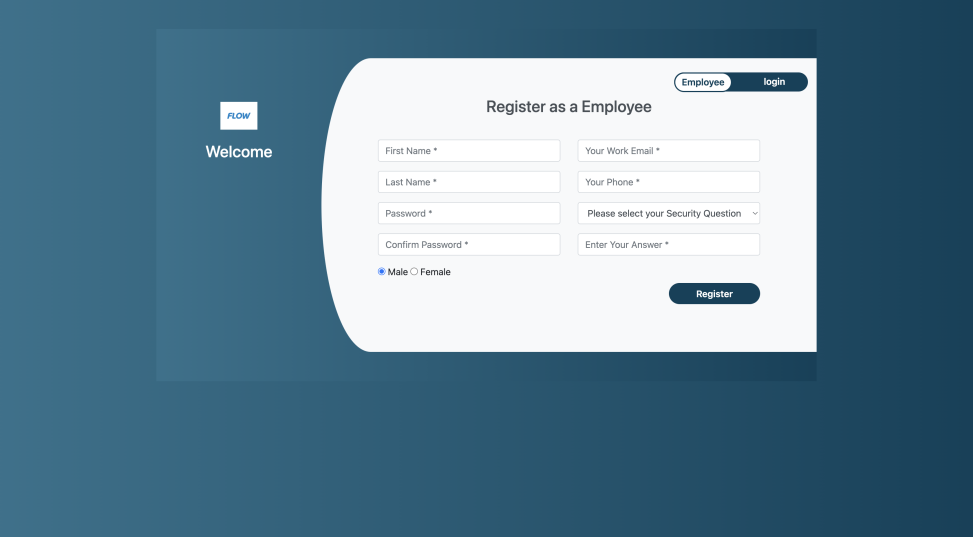 FLOW
Welcome
Employee login
Register as a Employee
First Name * Your Work Email *
Last Name * Your Phone *
Password * Please select your Security Question
Confirm Password * Enter Your Answer *
Male Female
Register